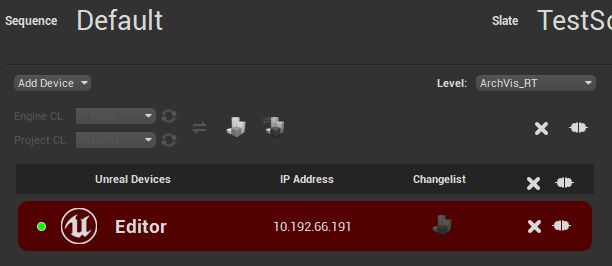 Sequence Default Slate TestSc
Add Device Level: ArchVis_RT
Engine CL -- None --
Project CL 5435642
Unreal Devices IP Address Changelist
Editor 10.192.66.191